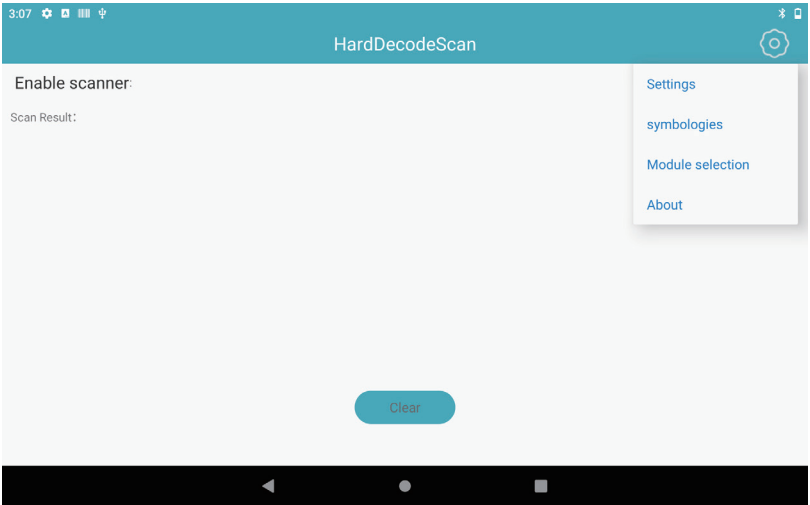 3:07
HardDecodeScan
Enable scanner:
Scan Result:
Settings
symbologies
Module selection
About
Clear